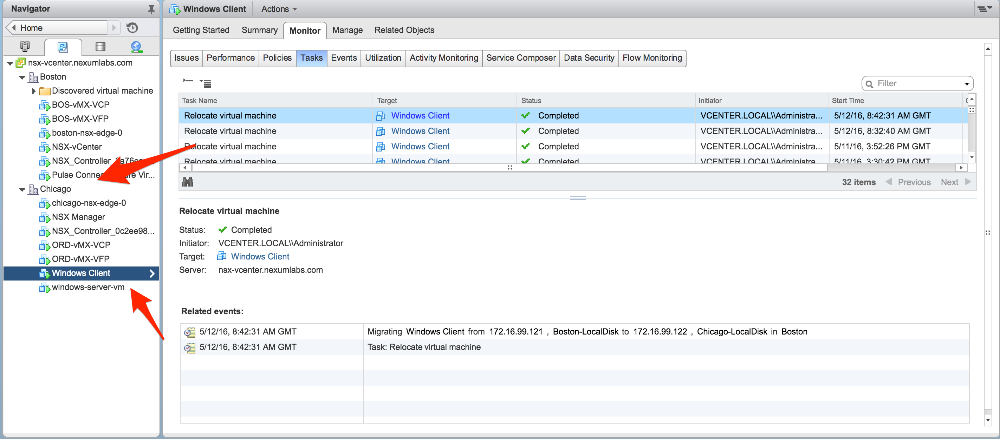 Navigator
Windows Client
Actions
Home
Getting Started Summary Monitor Manage Related Objects
Issues Performance Policies Tasks Events Utilization Activity Monitoring Service Composer Data Security Flow Monitoring
nsx-vcenter.nexumlabs.com
Boston
Discovered virtual machine
BOS-vMX-VCP
BOS-vMX-VFP
boston-nsx-edge-0
NSX-vCenter
Pulse Vir...
Chicago
chicago-nsx-edge-0
NSX Manager
NSX_Controller_0c2ee98...
ORD-vMX-VCP
ORD-vMX-VFP
Windows Client
windows-server-vm
Filter
Task Name Target Status Initiator Start Time
Relocate virtual machine Windows Client Completed VCENTER.LOCAL\\Administra... 5/12/16, 8:42:31 AM GMT
Relocate virtual machine Windows Client Completed VCENTER.LOCAL\\Administra... 5/12/16, 8:32:40 AM GMT
Relocate virtual machine Windows Client Completed VCENTER.LOCAL\\Administra... 5/11/16, 3:52:26 PM GMT
Relocate virtual machine Windows Client Completed VCENTER.LOCAL\\Administra 5/11/16, 3:30:42 PM GMT
32 items Previous Next
Relocate virtual machine
Status: Completed
Initiator: VCENTER.LOCAL\\Administrator
Target: Windows Client
Server: nsx-vcenter.nexumlabs.com
Related events:
5/12/16, 8:42:31 AM GMT Migrating Windows Client from 172.16.99.121 , Boston-LocalDisk to 172.16.99.122 , Chicago-LocalDisk in Boston
5/12/16, 8:42:31 AM GMT Task: Relocate virtual machine